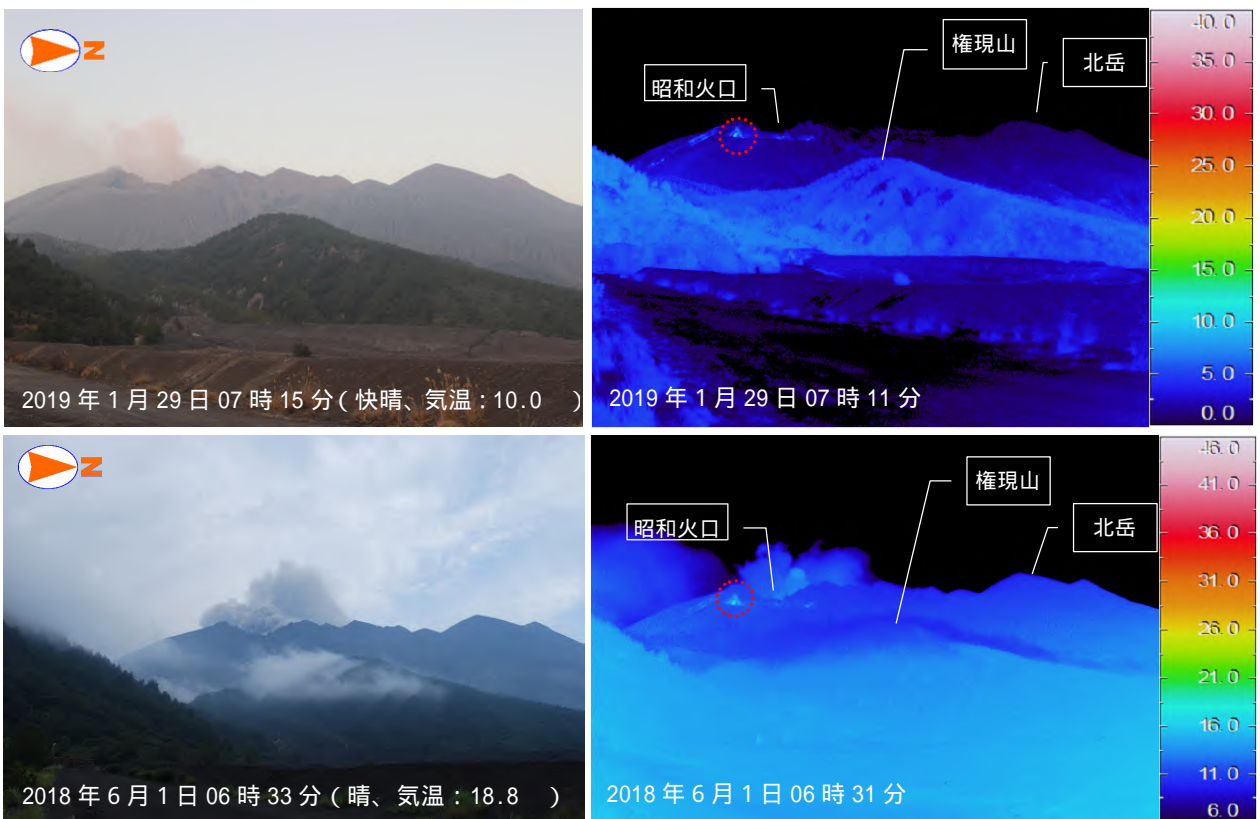 N
2019年1月29日07時15分(快晴、気温:10.0 )
権現山
北岳
昭和火口
2019年1月29日07時11分
40.0
35.0
30.0
25.0
20.0
15.0
10.0
5.0
0.0
N
2018年6月1日06時33分(晴、気温:18.8 )
権現山
昭和火口
北岳
2018年6月1日06時31分
46.0
41.0
36.0
31.0
26.0
21.0
16.0
11.0
6.0